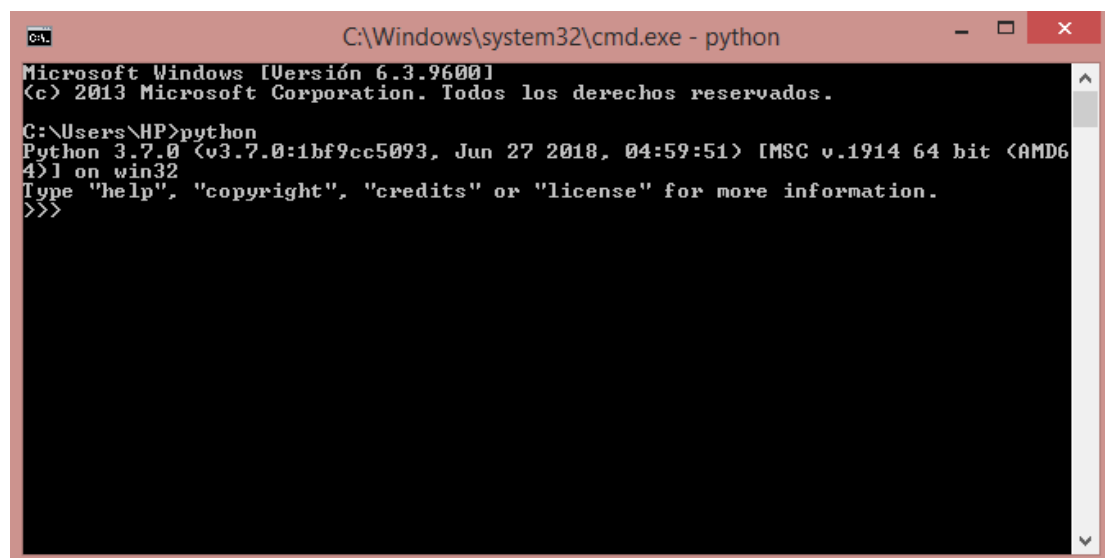 C:\Windows\system32\cmd.exe - python
Microsoft Windows [Versión 6.3.9600]
(c) 2013 Microsoft Corporation. Todos los derechos reservados.
C:\Users\HP>python
Python 3.7.0 (v3.7.0:1bf9cc5093, Jun 27 2018, 04:59:51) [MSC v.1914 64 bit (AMD6
4)] on win32
Type "help", "copyright", "credits" or "license" for more information.
>>>